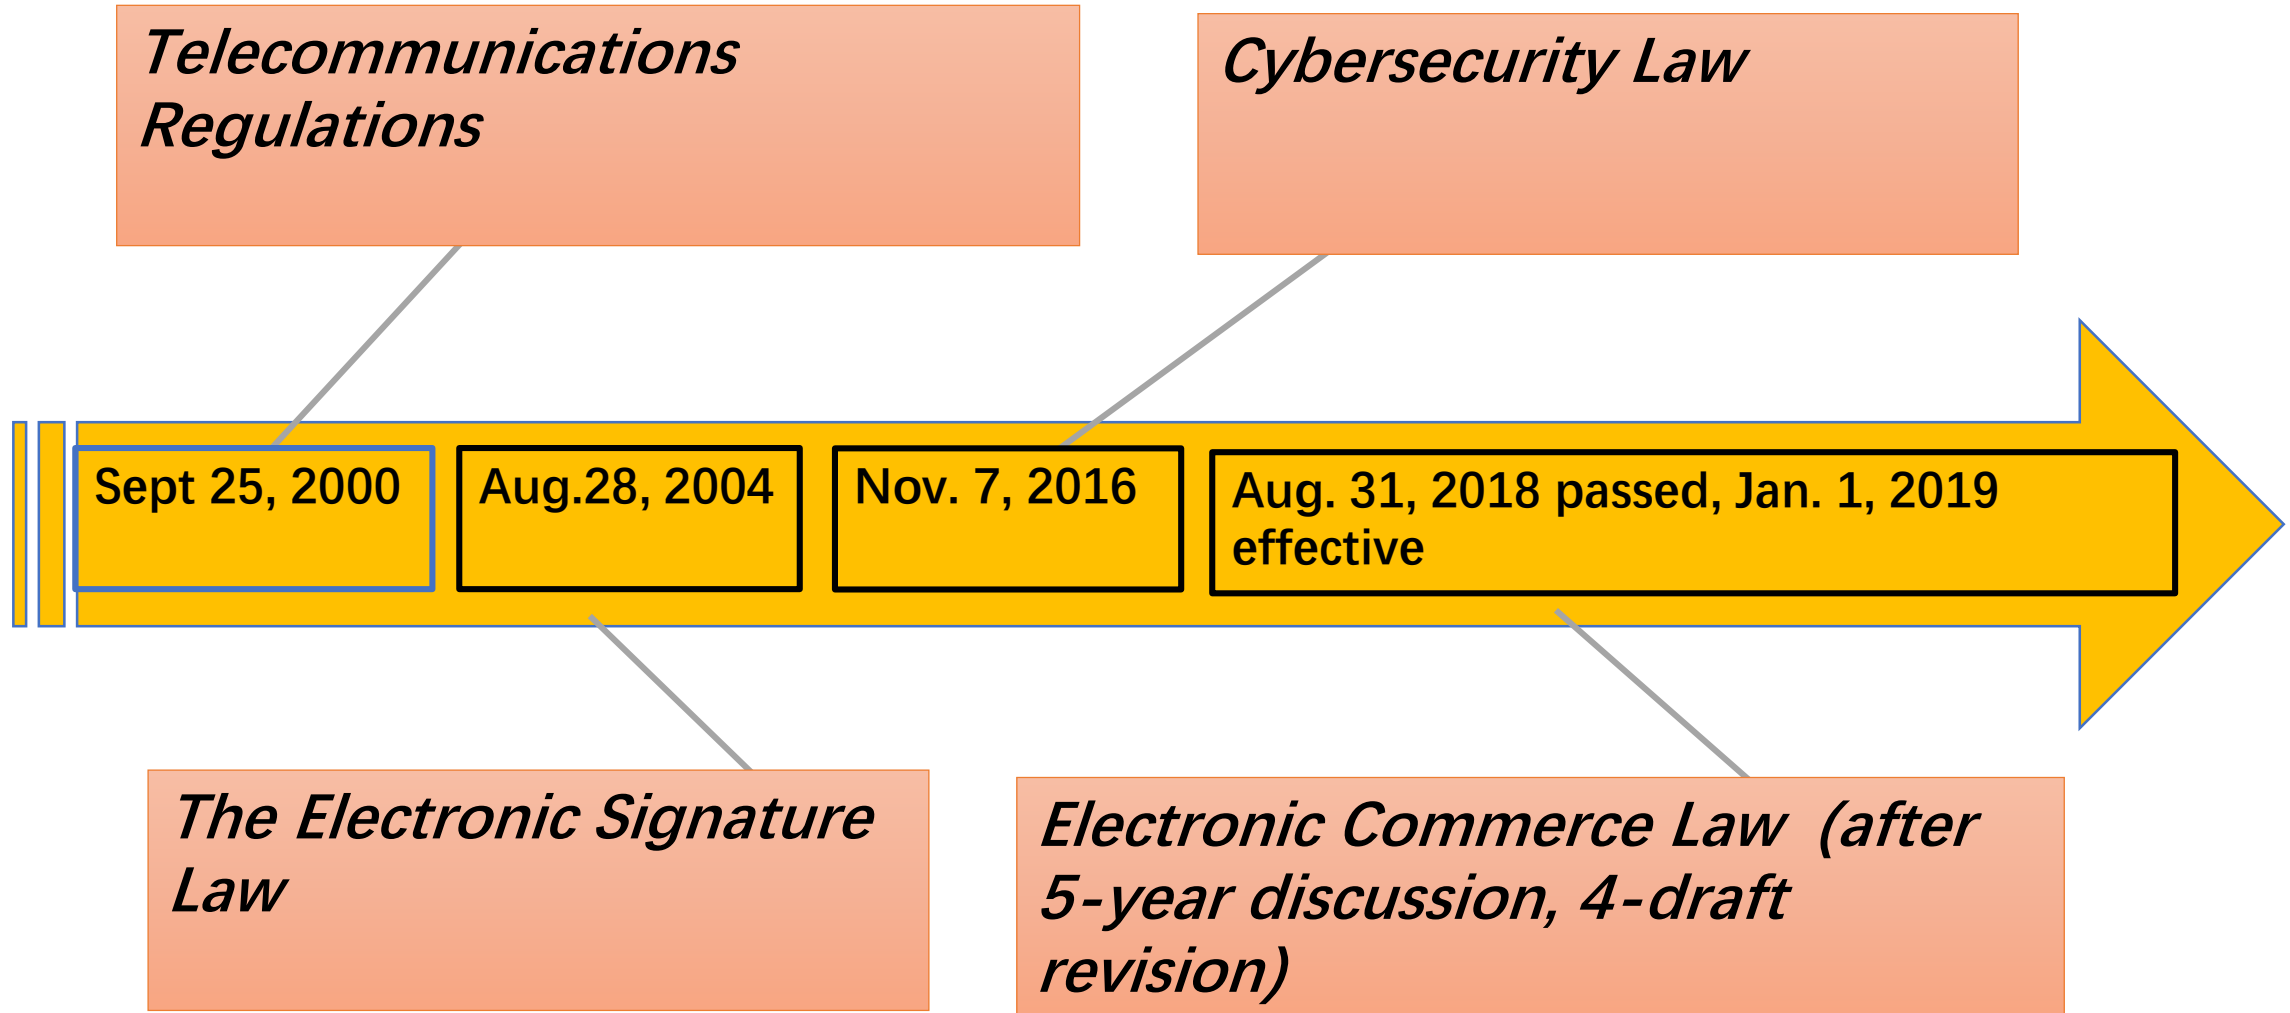 Telecommunications
Regulations
Cybersecurity Law
Sept 25, 2000
Aug.28, 2004
Nov. 7, 2016
Aug. 31, 2018 passed, Jan. 1, 2019
effective
The Electronic Signature
Law
Electronic Commerce Law (after
5-year discussion, 4-draft
revision)